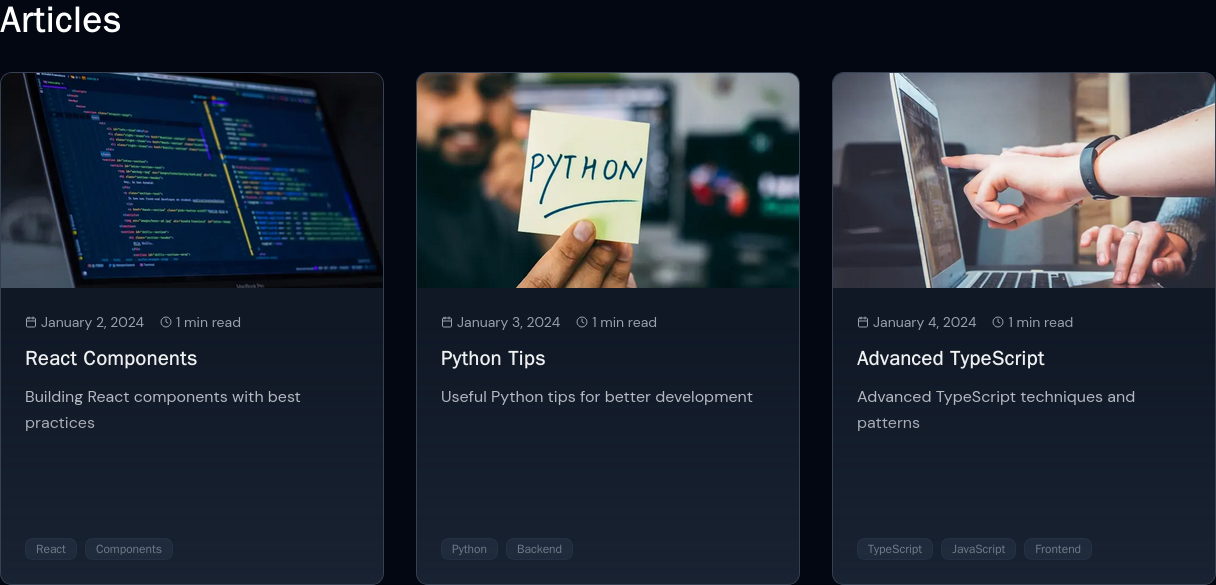 Articles
PYTHON
MacBook Pro
January 2, 2024 1 min read
January 3, 2024 1 min read
January 4, 2024 1 min read
React Components
Python Tips
Advanced TypeScript
Building React components with best
practices
Useful Python tips for better development
Advanced TypeScript techniques and
patterns
React Components
Python Backend
TypeScript JavaScript Frontend